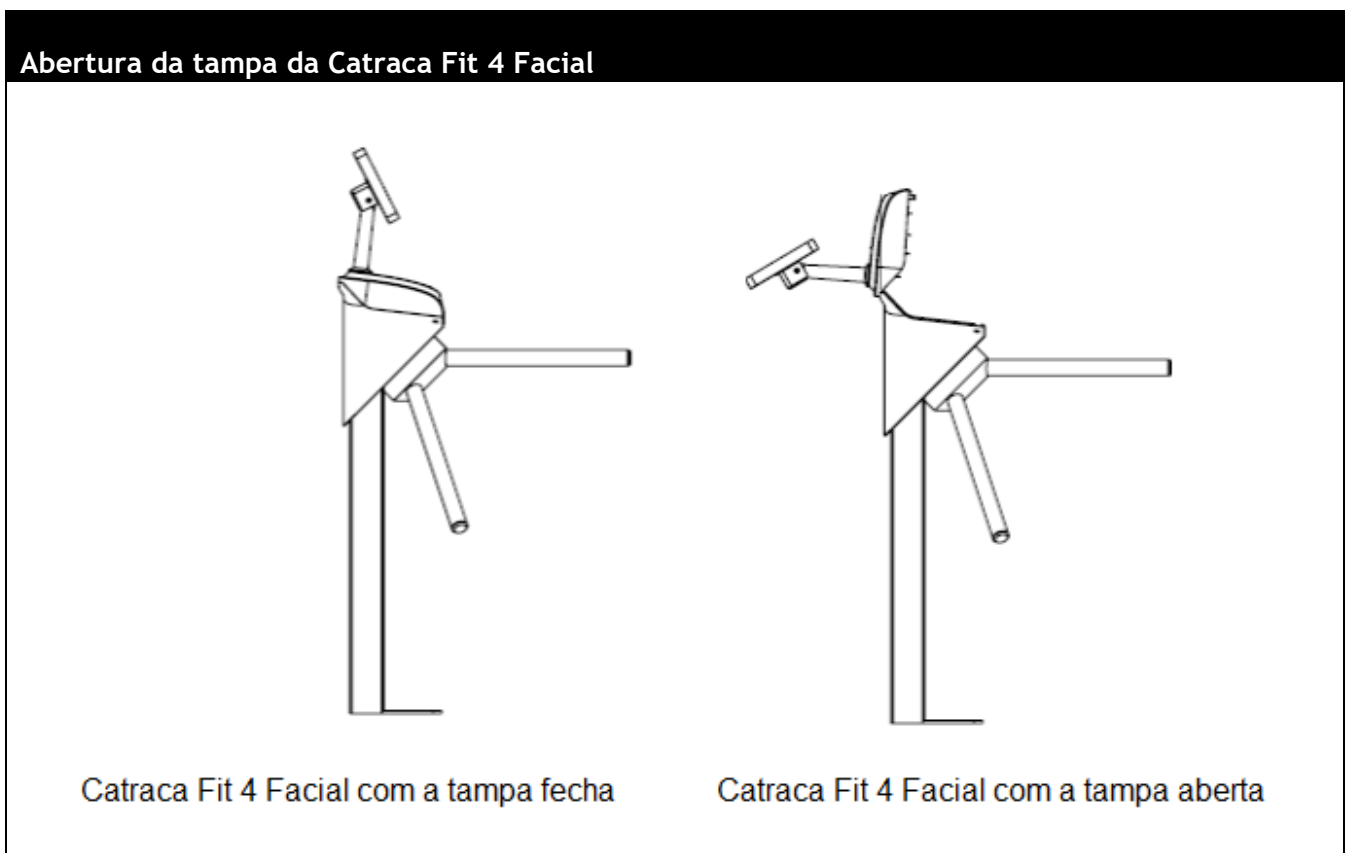 Abertura da tampa da Catraca Fit 4 Facial
Catraca Fit 4 Facial com a tampa fecha
Catraca Fit 4 Facial com a tampa aberta